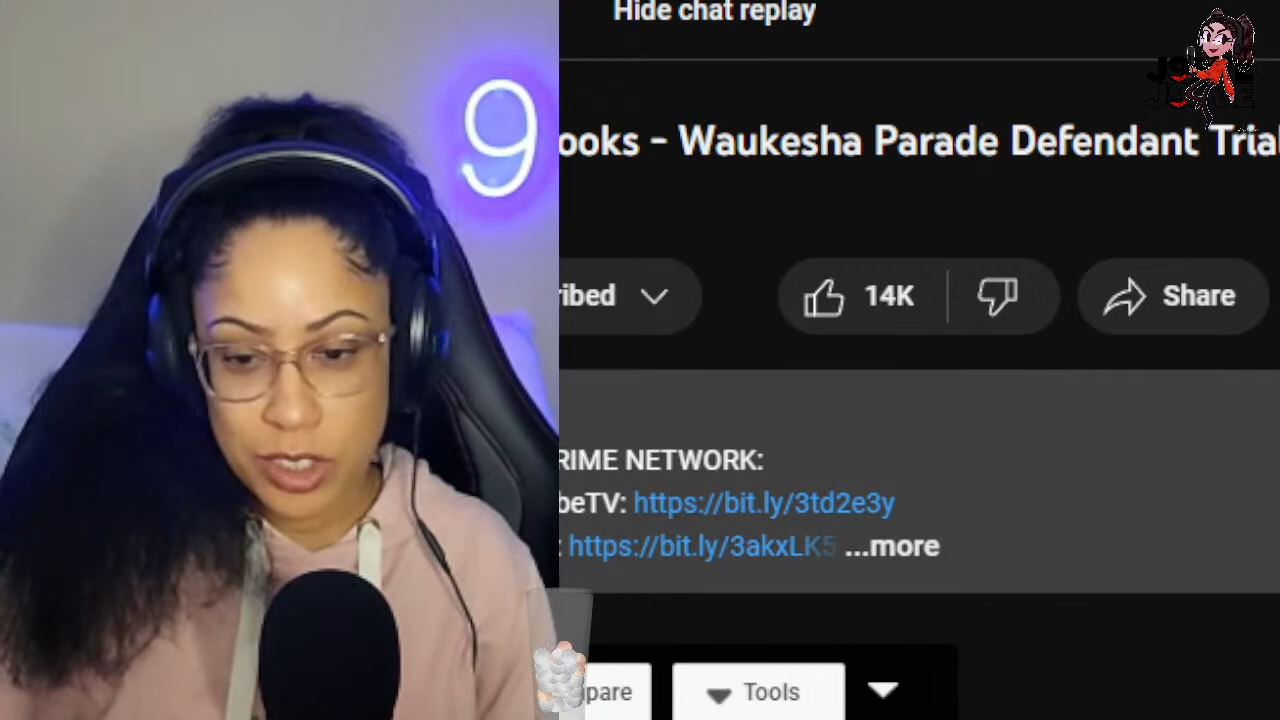 Hide chat replay
9
ooks - Waukesha Parade Defendant Tria
ribed
14K
Share
RIME NETWORK:
beTV: https://bit.ly/3td2e3y
: https://bit.ly/3akxLK5 ...more
pare
Tools